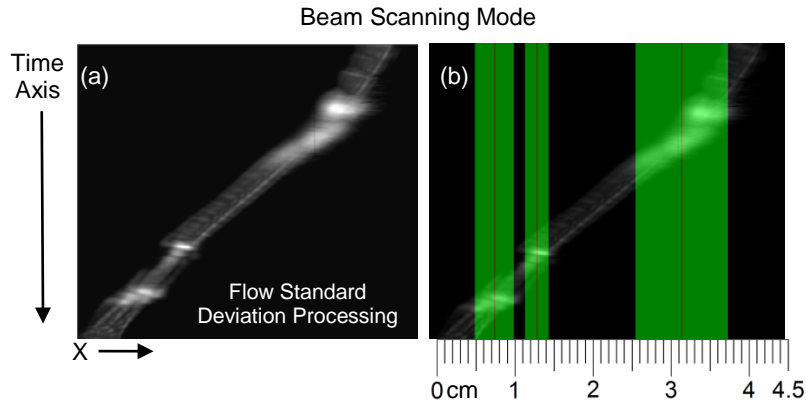 Beam Scanning Mode
Time
Axis
(a)
(b)
Flow Standard
Deviation Processing
X
0 cm 1 2 3 4 4.5